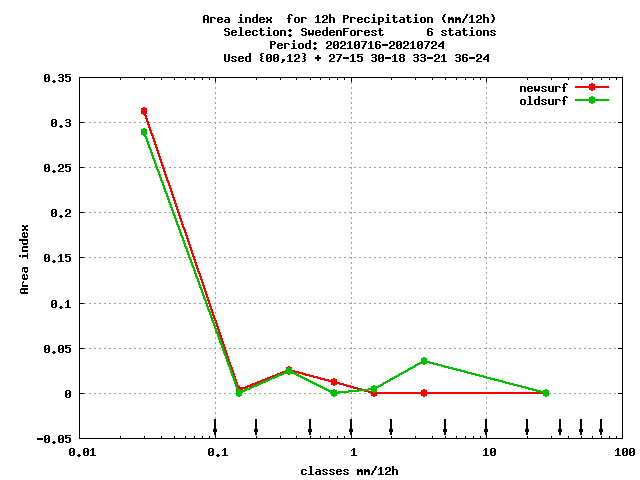 Area index  for 12h Precipitation (mm/12h)
Selection: SwedenForest      6 stations
Period: 20210716-20210724
Used {00,12} + 27-15 30-18 33-21 36-24
newsurf
oldsurf
0.35
0.3
0.25
0.2
0.15
0.1
0.05
0
-0.05
Area index
0.01 0.1 1 10 100
classes mm/12h